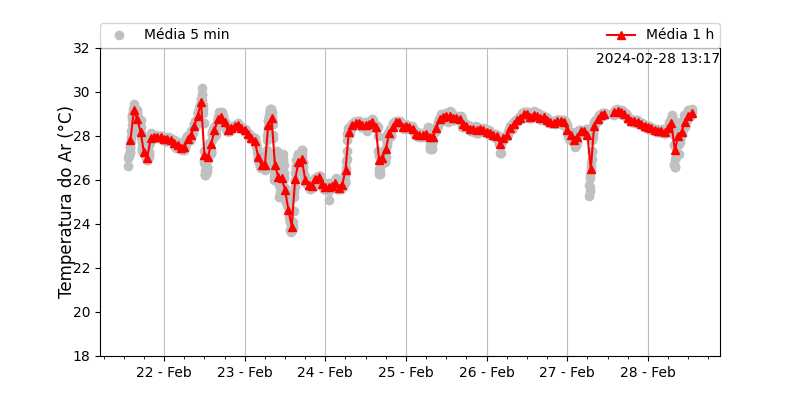 Média 5 min
Média 1 h
2024-02-28 13:17
Temperatura do Ar (°C)
32
30
28
26
24
22
20
18
22 - Feb
23 - Feb
24 - Feb
25 - Feb
26 - Feb
27 - Feb
28 - Feb